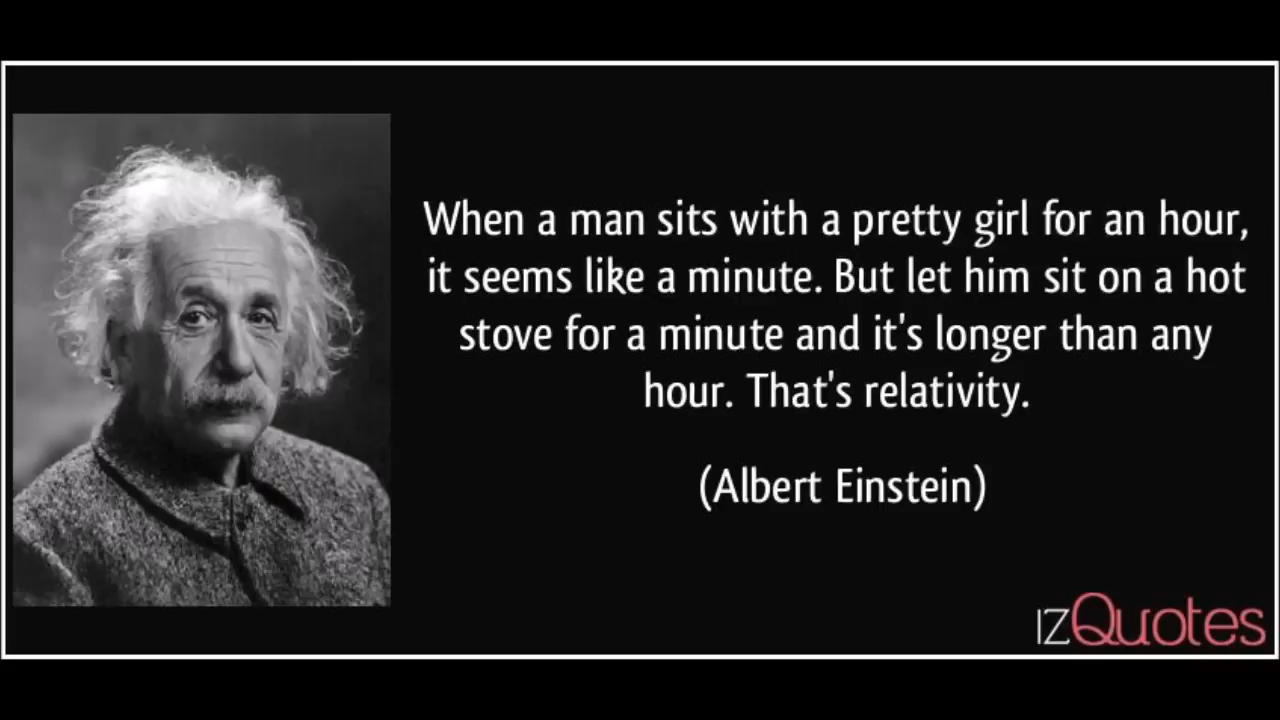 When a man sits with a pretty girl for an hour,
it seems like a minute. But let him sit on a hot
stove for a minute and it's longer than any
hour. That's relativity.
(Albert Einstein)
IZQuotes